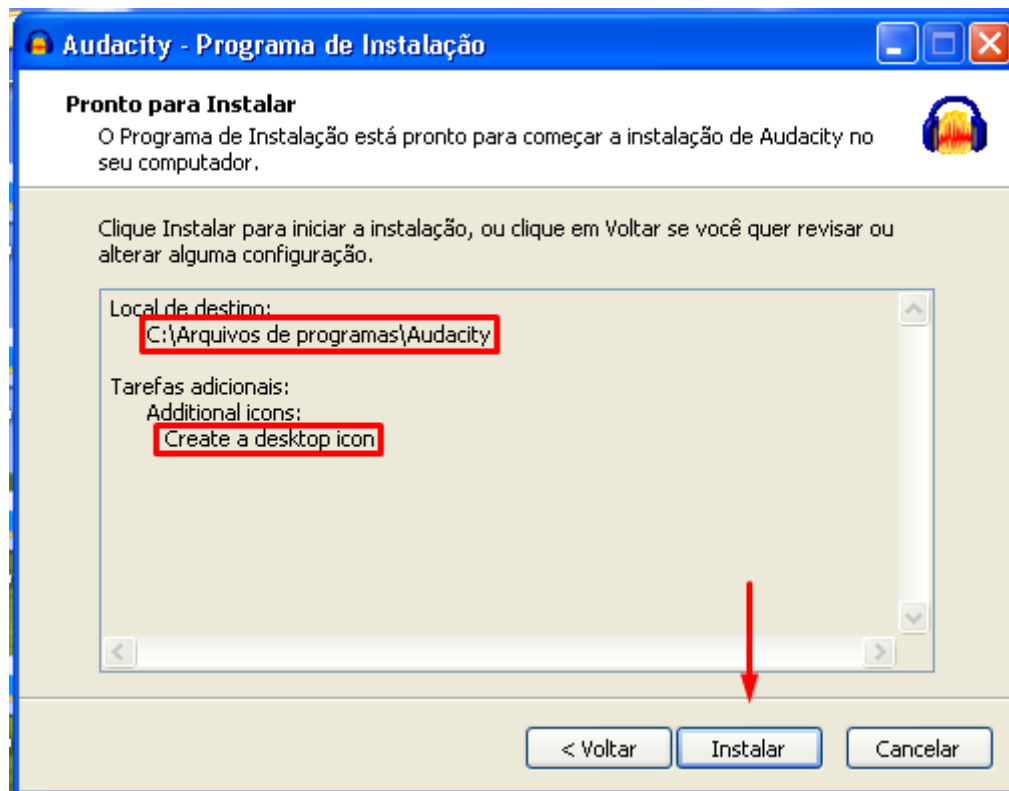 Audacity - Programa de Instalação
Pronto para Instalar
O Programa de Instalação está pronto para começar a instalação de Audacity no
seu computador.
Clique Instalar para iniciar a instalação, ou clique em Voltar se você quer revisar ou
alterar alguma configuração.
Local de destino:
C:\Arquivos de programas\Audacity
Tarefas adicionais:
Additional icons:
Create a desktop icon
< Voltar
Instalar
Cancelar